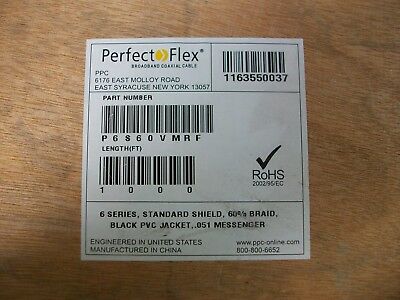 Perfect Flex®
BROADBAND COAXIAL CABLE
PPC
6176 EAST MOLLOY ROAD
EAST SYRACUSE NEW YORK 13057
1163550037
PART NUMBER
P6S60VMRF
LENGTH(FT)
1000
RoHS
2002/95/EC
6 SERIES, STANDARD SHIELD, 60% BRAID,
BLACK PVC JACKET, .051 MESSENGER
ENGINEERED IN UNITED STATES
MANUFACTURED IN CHINA
www.ppc-online.com
800-800-6652